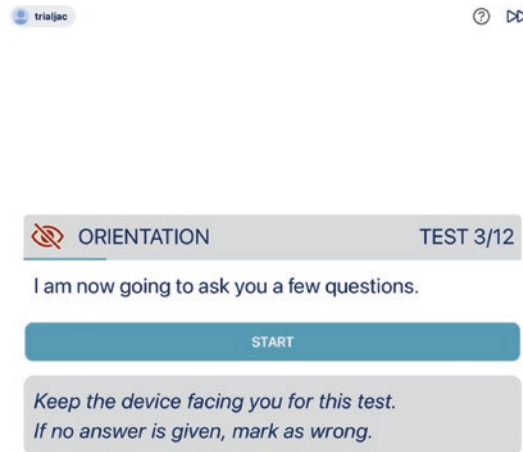 trialjac
ORIENTATION TEST 3/12
I am now going to ask you a few questions.
START
Keep the device facing you for this test.
If no answer is given, mark as wrong.